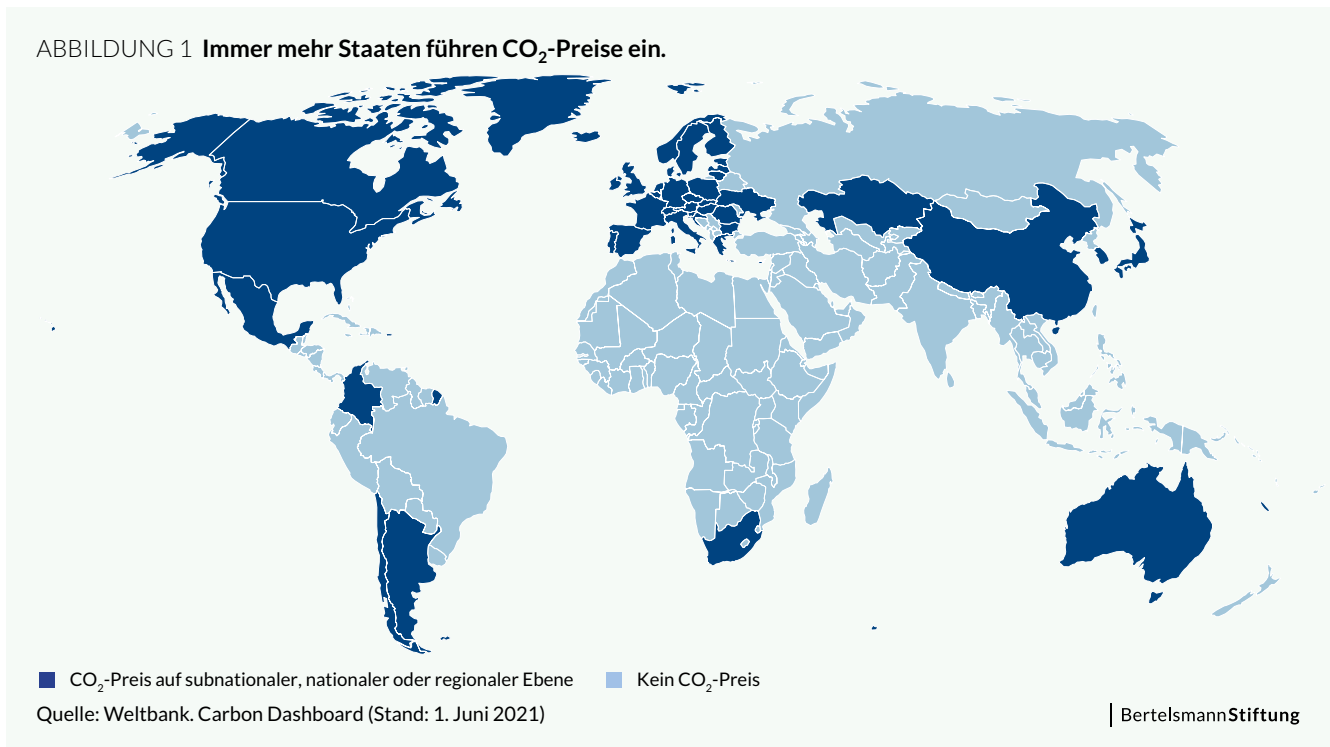 ABBILDUNG 1 Immer mehr Staaten führen CO₂-Preise ein.
CO₂-Preis auf subnationaler, nationaler oder regionaler Ebene
Kein CO₂-Preis
Quelle: Weltbank. Carbon Dashboard (Stand: 1. Juni 2021)
BertelsmannStiftung